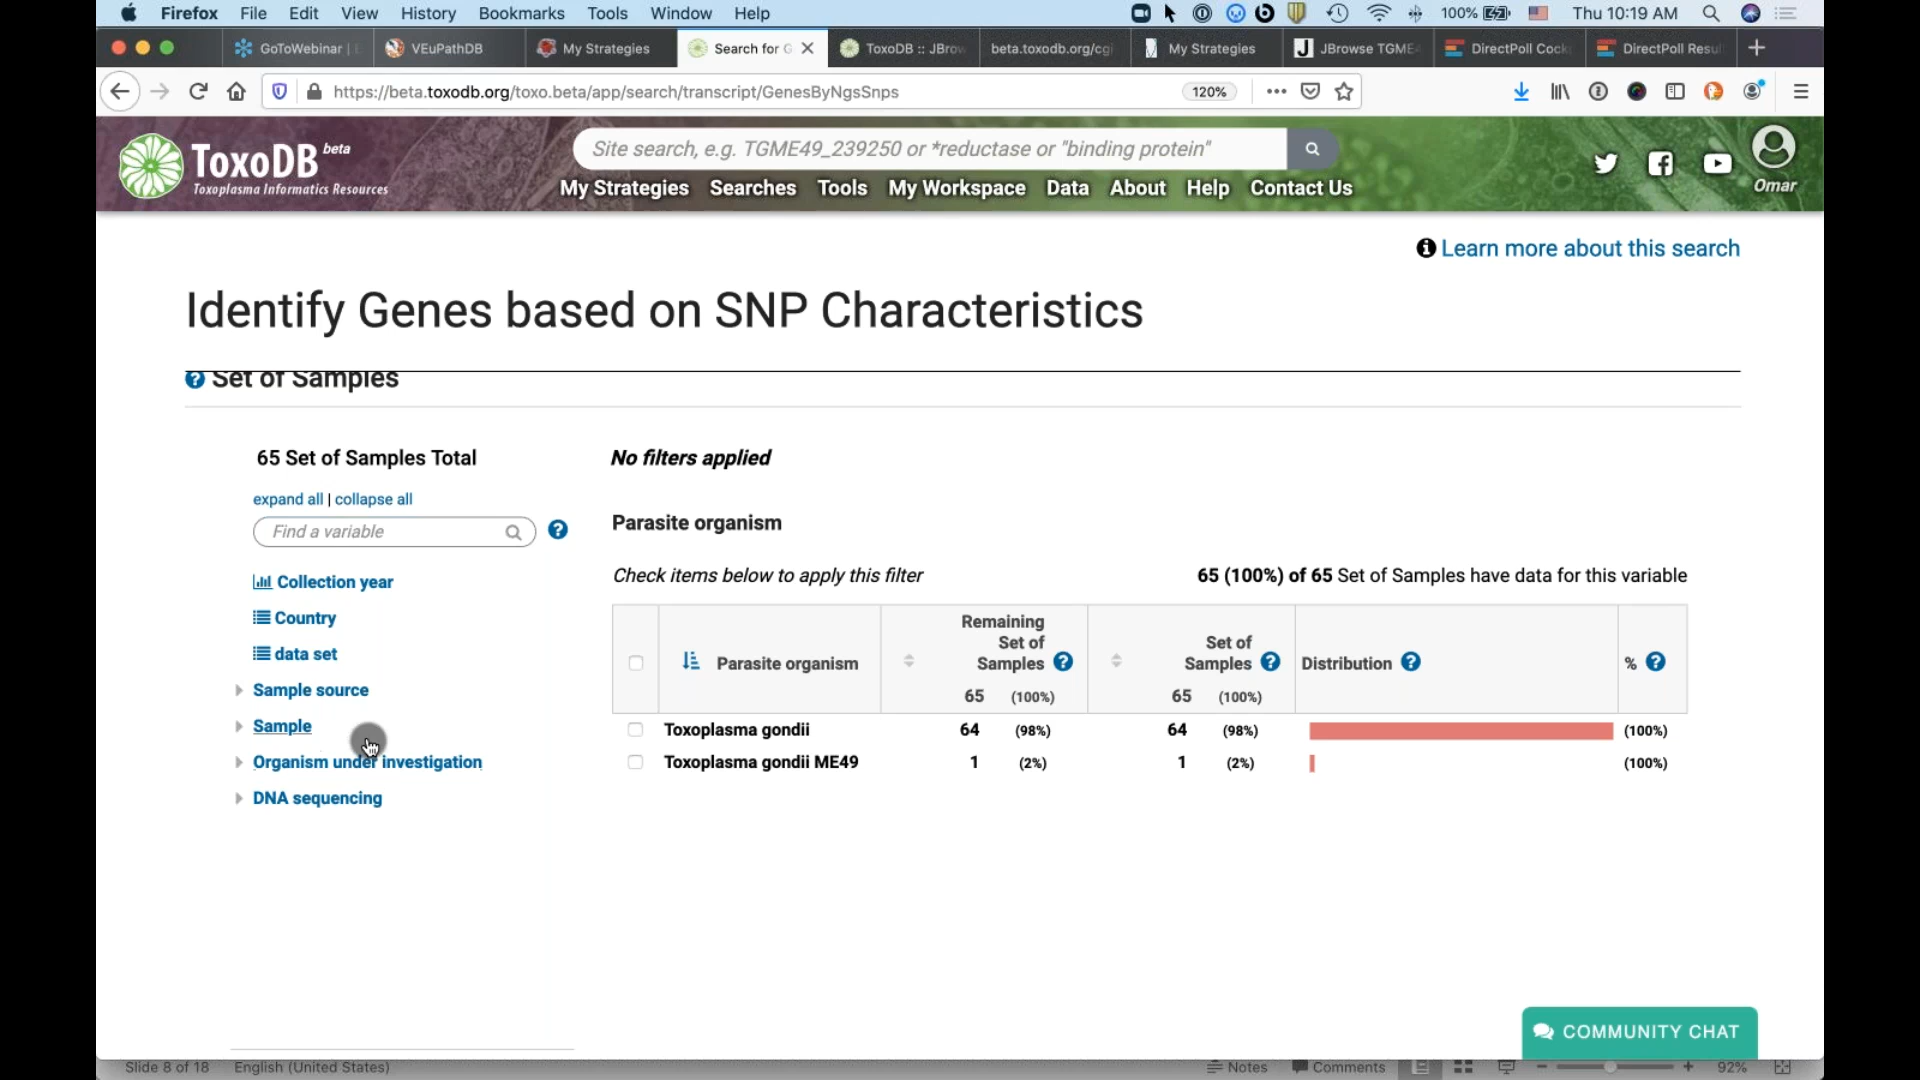 Firefox File Edit View History Bookmarks Tools Window Help 100% Thu 10:19 AM
GoToWebinar | VEuPathDB My Strategies Search for G ToxoDB :: JBrow beta.toxodb.org/cgi My Strategies JBrowse TGME4 DirectPoll Cock DirectPoll Resul
https://beta.toxodb.org/toxo.beta/app/search/transcript/GenesByNgsSnps 120%
ToxoDB beta
Toxoplasma Informatics Resources
Site search, e.g. TGME49_239250 or *reductase or "binding protein"
My Strategies Searches Tools My Workspace Data About Help Contact Us
Omar
Learn more about this search
Identify Genes based on SNP Characteristics
Set of Samples
65 Set of Samples Total
No filters applied
expand all | collapse all
Find a variable
Parasite organism
Collection year
Country
data set
Sample source
Sample
Organism under investigation
DNA sequencing
Check items below to apply this filter
65 (100%) of 65 Set of Samples have data for this variable
Parasite organism Remaining Set of Samples 65 (100%) Set of Samples 65 (100%) Distribution %
Toxoplasma gondii 64 (98%) 64 (98%) (100%)
Toxoplasma gondii ME49 1 (2%) 1 (2%) (100%)
COMMUNITY CHAT
Slide 8 of 18 English (United States) Notes Comments 92%